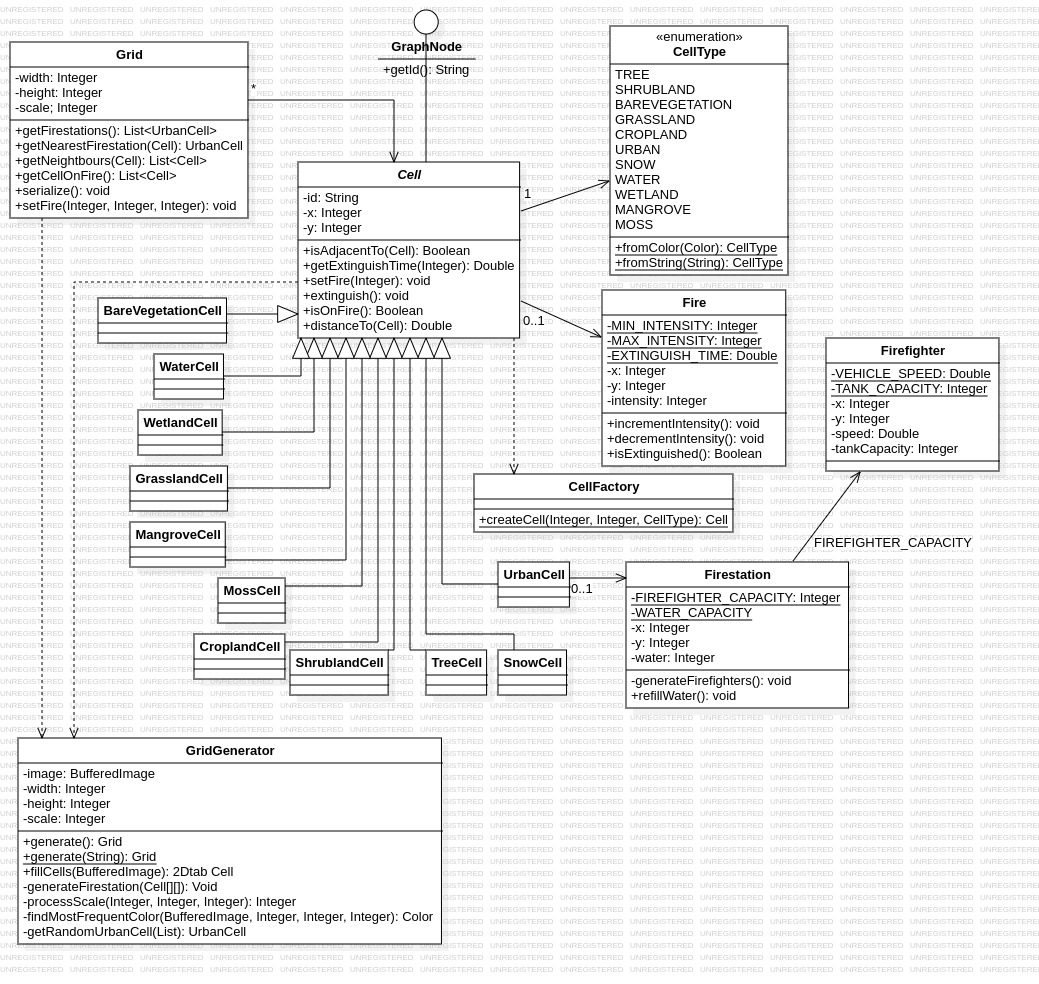 GraphNode
+getId(): String
Grid
-width: Integer
-height: Integer
-scale; Integer
+getFirestations(): List<UrbanCell>
+getNearestFirestation(Cell): UrbanCell
+getNeightbours(Cell): List<Cell>
+getCellOnFire(): List<Cell>
+serialize(): void
+setFire(Integer, Integer, Integer): void
*
«enumeration»
CellType
TREE
SHRUBLAND
BAREVEGETATION
GRASSLAND
CROPLAND
URBAN
SNOW
WATER
WETLAND
MANGROVE
MOSS
+fromColor(Color): CellType
+fromString(String): CellType
Cell
-id: String
-x: Integer
-y: Integer
+isAdjacentTo(Cell): Boolean
+getExtinguishTime(Integer): Double
+setFire(Integer): void
+extinguish(): void
+isOnFire(): Boolean
+distanceTo(Cell): Double
1
0..1
Fire
-MIN_INTENSITY: Integer
-MAX_INTENSITY: Integer
-EXTINGUISH_TIME: Double
-x: Integer
-y: Integer
-intensity: Integer
+incrementIntensity(): void
+decrementIntensity(): void
+isExtinguished(): Boolean
Firefighter
-VEHICLE_SPEED: Double
-TANK_CAPACITY: Integer
-x: Integer
-y: Integer
-speed: Double
-tankCapacity: Integer
BareVegetationCell
WaterCell
WetlandCell
GrasslandCell
MangroveCell
MossCell
CroplandCell
ShrublandCell
TreeCell
SnowCell
UrbanCell
0..1
CellFactory
+createCell(Integer, Integer, CellType): Cell
FIREFIGHTER_CAPACITY
Firestation
-FIREFIGHTER_CAPACITY: Integer
-WATER_CAPACITY
-x: Integer
-y: Integer
-water: Integer
-generateFirefighters(): void
+refillWater(): void
GridGenerator
-image: BufferedImage
-width: Integer
-height: Integer
-scale: Integer
+generate(): Grid
+generate(String): Grid
+fillCells(BufferedImage): 2Dtab Cell
-generateFirestation(Cell[][]): Void
-processScale(Integer, Integer, Integer): Integer
-findMostFrequentColor(BufferedImage, Integer, Integer, Integer): Color
-getRandomUrbanCell(List): UrbanCell
UNREGISTERED